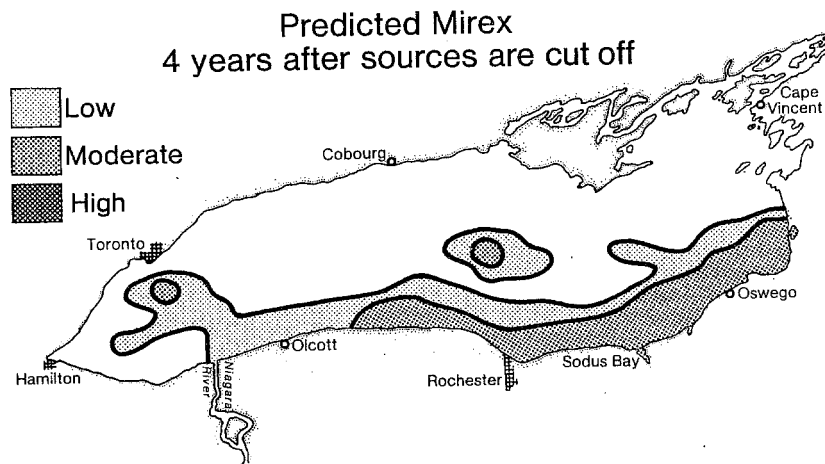 Predicted Mirex
4 years after sources are cut off
Low
Moderate
High
Cape
Vincent
Cobourg
Toronto
Oswego
Olcott
Sodus Bay
Hamilton
Rochester
Niagara
River